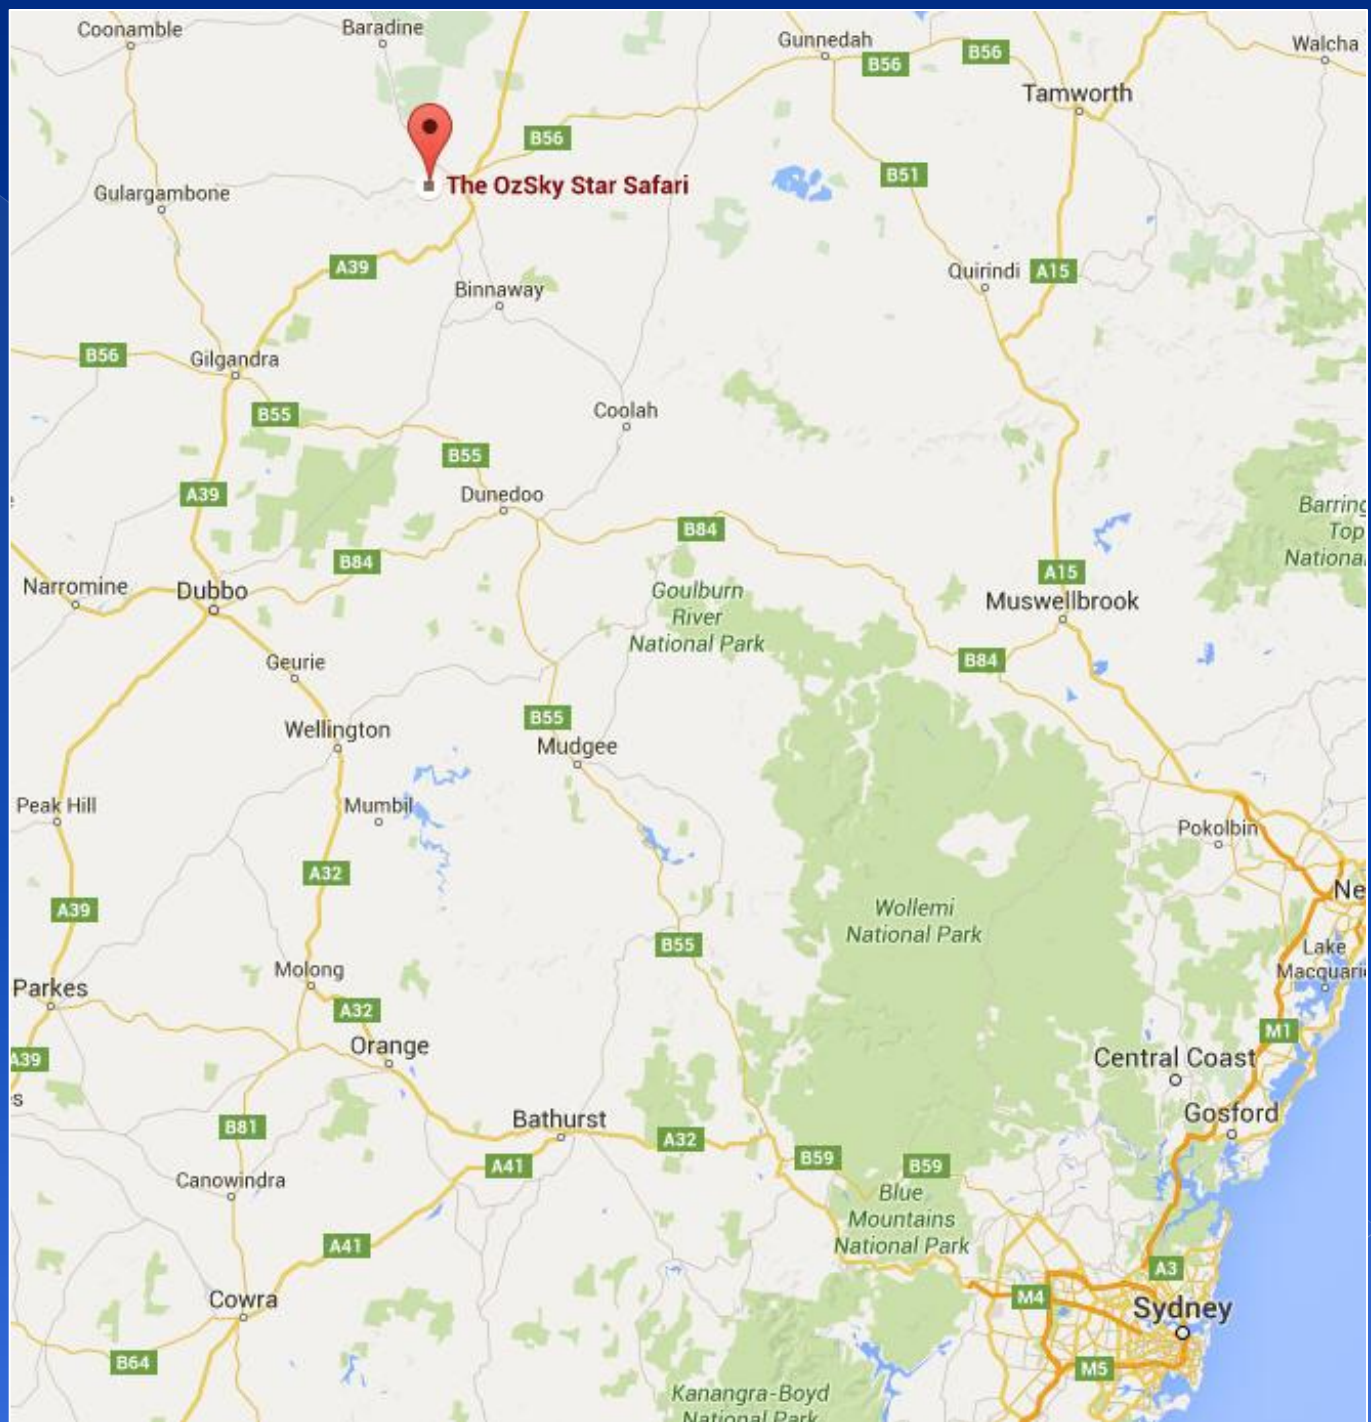 Coonamble
Baradine
Gunnedah
Walcha
B56
B56
Tamworth
B56
B51
The OzSky Star Safari
Gulargambone
A39
Quirindi
A15
Binnaway
B56
Gilgandra
B55
Coolah
B55
A39
Dunedoo
Barring
Top
National
B84
B84
A15
Narromine
Dubbo
Goulburn
River
National Park
Muswellbrook
Geurie
B84
B55
Wellington
Mudgee
Peak Hill
Mumbil
Pokolbin
A32
Ne
A39
Wollemi
National Park
B55
Lake
Macquari
Molong
Parkes
A32
M1
Orange
A39
Central Coast
s
Gosford
B81
Bathurst
A32
A41
B59
B59
Canowindra
Blue
Mountains
National Park
A41
A3
Cowra
M4
Sydney
B64
M5
Kanangra-Boyd
National Park